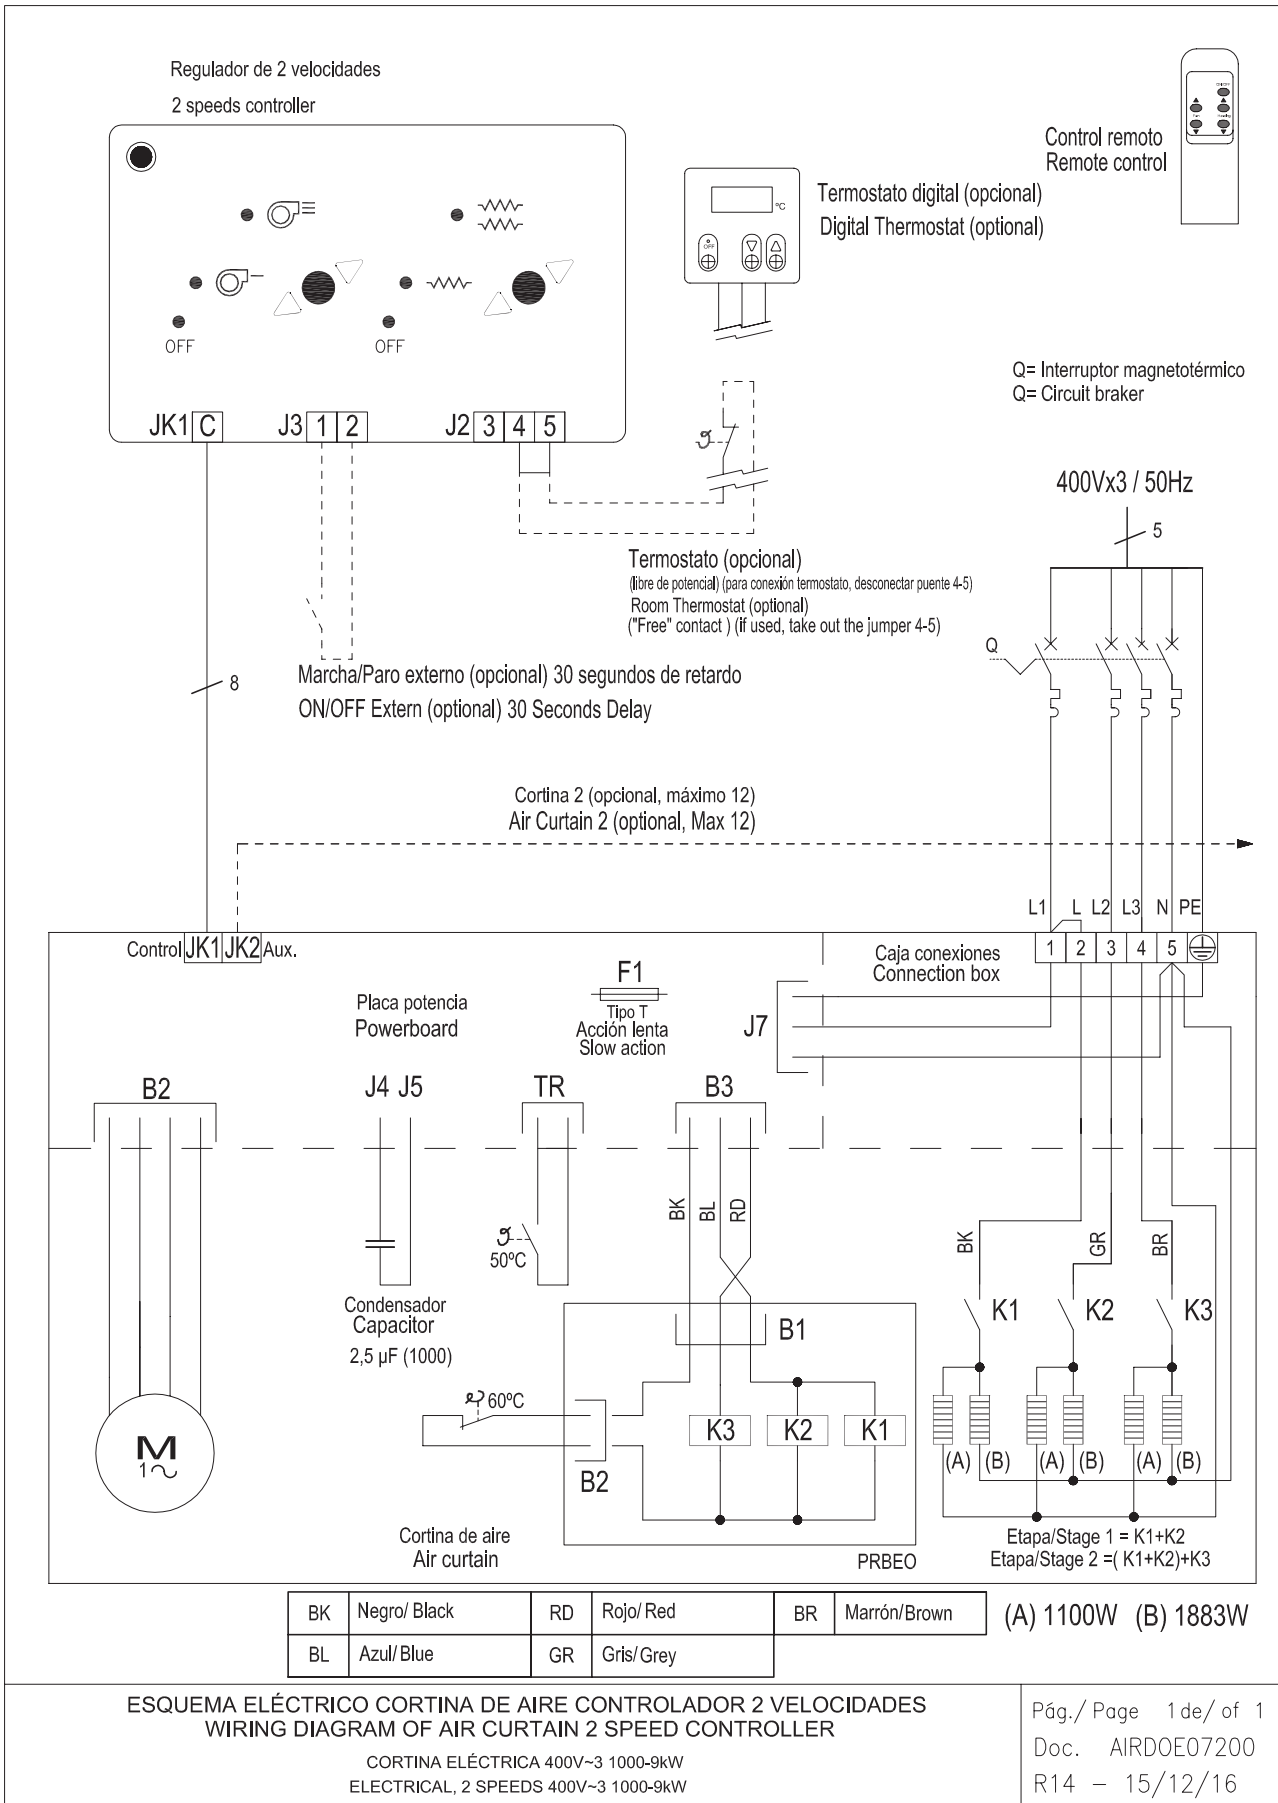 Regulador de 2 velocidades
2 speeds controller
ON/OFF
Fan
Heating
Control remoto
Remote control
°C
OFF
Termostato digital (opcional)
Digital Thermostat (optional)
OFF
OFF
Q= Interruptor magnetotérmico
Q= Circuit braker
JK1 C J3 1 2 J2 3 4 5
400Vx3 / 50Hz
5
Termostato (opcional)
(libre de potencial) (para conexión termostato, desconectar puente 4-5)
Room Thermostat (optional)
("Free" contact ) (if used, take out the jumper 4-5)
Q
8
Marcha/Paro externo (opcional) 30 segundos de retardo
ON/OFF Extern (optional) 30 Seconds Delay
Cortina 2 (opcional, máximo 12)
Air Curtain 2 (optional, Max 12)
L1 L L2 L3 N PE
Control JK1 JK2 Aux.
Caja conexiones
Connection box
1 2 3 4 5
F1
Tipo T
Acción lenta
Slow action
Placa potencia
Powerboard
J7
B2
J4 J5
TR
B3
BK BL RD
BK GR BR
50ºC
K1 K2 K3
Condensador
Capacitor
2,5 µF (1000)
B1
60ºC
K3 K2 K1
B2
(A) (B) (A) (B) (A) (B)
Cortina de aire
Air curtain
PRBEO
Etapa/Stage 1 = K1+K2
Etapa/Stage 2 =( K1+K2)+K3
BK Negro/ Black RD Rojo/ Red BR Marrón/Brown
(A) 1100W (B) 1883W
BL Azul/ Blue GR Gris/ Grey
M
1
ESQUEMA ELÉCTRICO CORTINA DE AIRE CONTROLADOR 2 VELOCIDADES
WIRING DIAGRAM OF AIR CURTAIN 2 SPEED CONTROLLER
CORTINA ELÉCTRICA 400V~3 1000-9kW
ELECTRICAL, 2 SPEEDS 400V~3 1000-9kW
Pág./ Page 1 de/ of 1
Doc. AIRDOE07200
R14 - 15/12/16